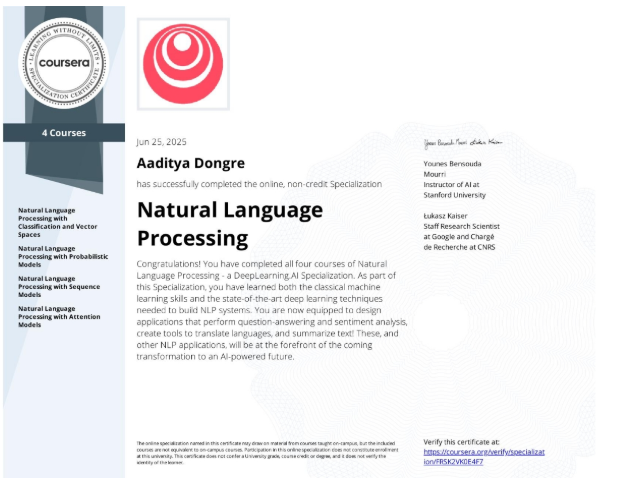 LEARNING WITHOUT LIMITS
coursera
SPECIALIZATION CERTIFICATE
4 Courses
Natural Language
Processing with
Classification and Vector
Spaces
Natural Language
Processing with Probabilistic
Models
Natural Language
Processing with Sequence
Models
Natural Language
Processing with Attention
Models
Jun 25, 2025
Aaditya Dongre
has successfully completed the online, non-credit Specialization
Natural Language
Processing
Congratulations! You have completed all four courses of Natural
Language Processing - a DeepLearning.AI Specialization. As part of
this Specialization, you have learned both the classical machine
learning skills and the state-of-the-art deep learning techniques
needed to build NLP systems. You are now equipped to design
applications that perform question-answering and sentiment analysis,
create tools to translate languages, and summarize text! These, and
other NLP applications, will be at the forefront of the coming
transformation to an AI-powered future.
Younes Bensouda Mourri Łukasz Kaiser
Younes Bensouda
Mourri
Instructor of AI at
Stanford University
Łukasz Kaiser
Staff Research Scientist
at Google and Chargé
de Recherche at CNRS
The online specialization named in this certificate may draw on material from courses taught on-campus, but the included
courses are not equivalent to on-campus courses. Participation in this online specialization does not constitute enrollment
at this university. This certificate does not confer a University grade, course credit or degree, and it does not verify the
identity of the learner.
Verify this certificate at:
https://coursera.org/verify/specializat
ion/FRSK2VK0E4F7